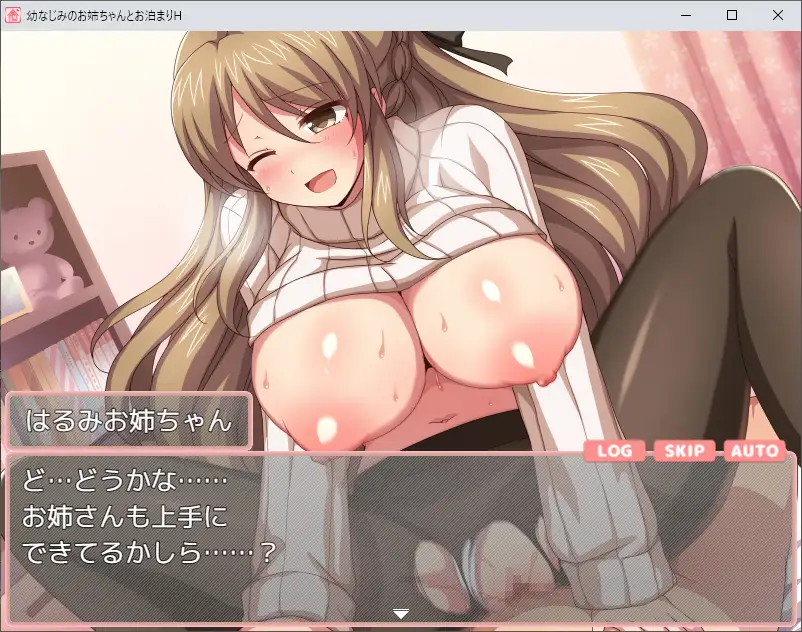 幼なじみのお姉ちゃんとお泊まりH
はるみお姉ちゃん
LOG SKIP AUTO
ど…どうかな……
お姉さんも上手に
できてるかしら……？